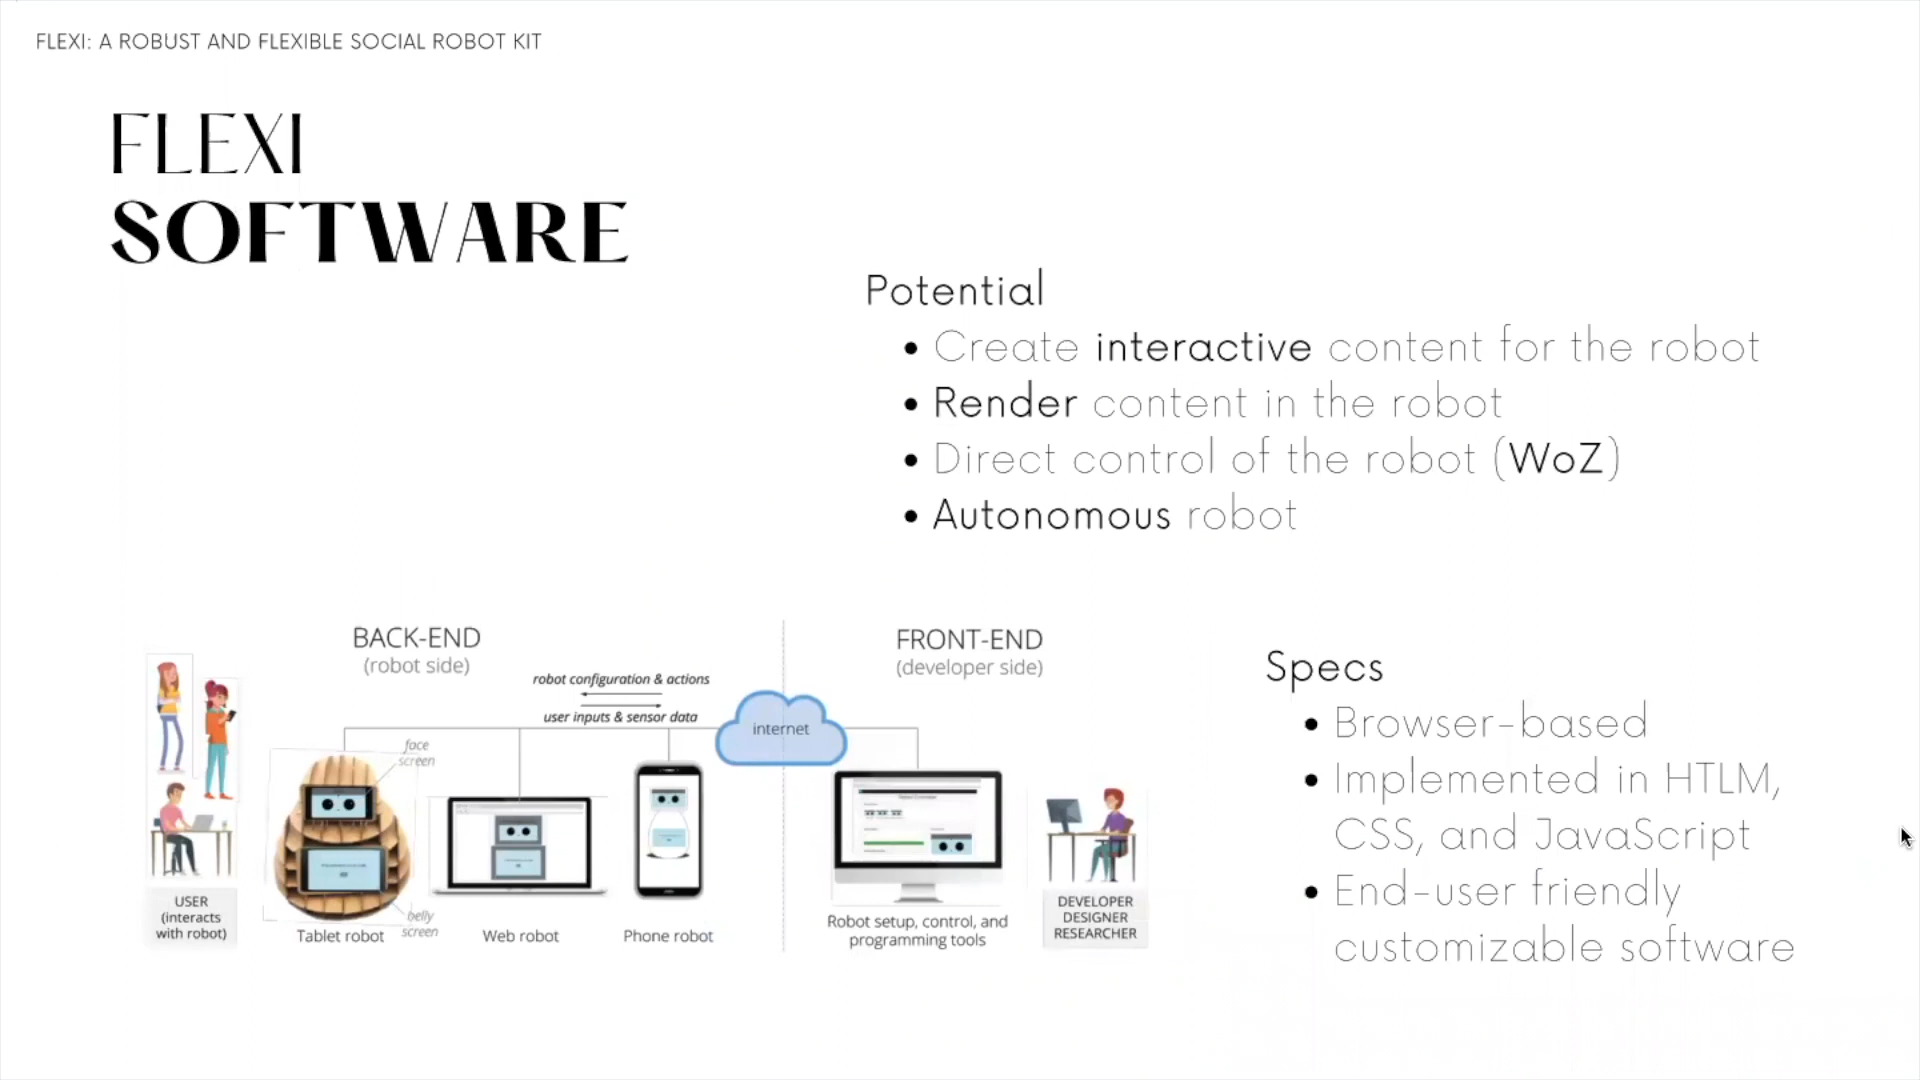 FLEXI: A ROBUST AND FLEXIBLE SOCIAL ROBOT KIT
FLEXI
SOFTWARE
Potential
• Create interactive content for the robot
• Render content in the robot
• Direct control of the robot (WoZ)
• Autonomous robot
BACK-END
(robot side)
robot configuration & actions
user inputs & sensor data
internet
FRONT-END
(developer side)
face
screen
belly
screen
USER
(interacts
with robot)
Tablet robot
Web robot
Phone robot
Robot setup, control, and
programming tools
DEVELOPER
DESIGNER
RESEARCHER
Specs
• Browser-based
• Implemented in HTLM,
CSS, and JavaScript
• End-user friendly
customizable software